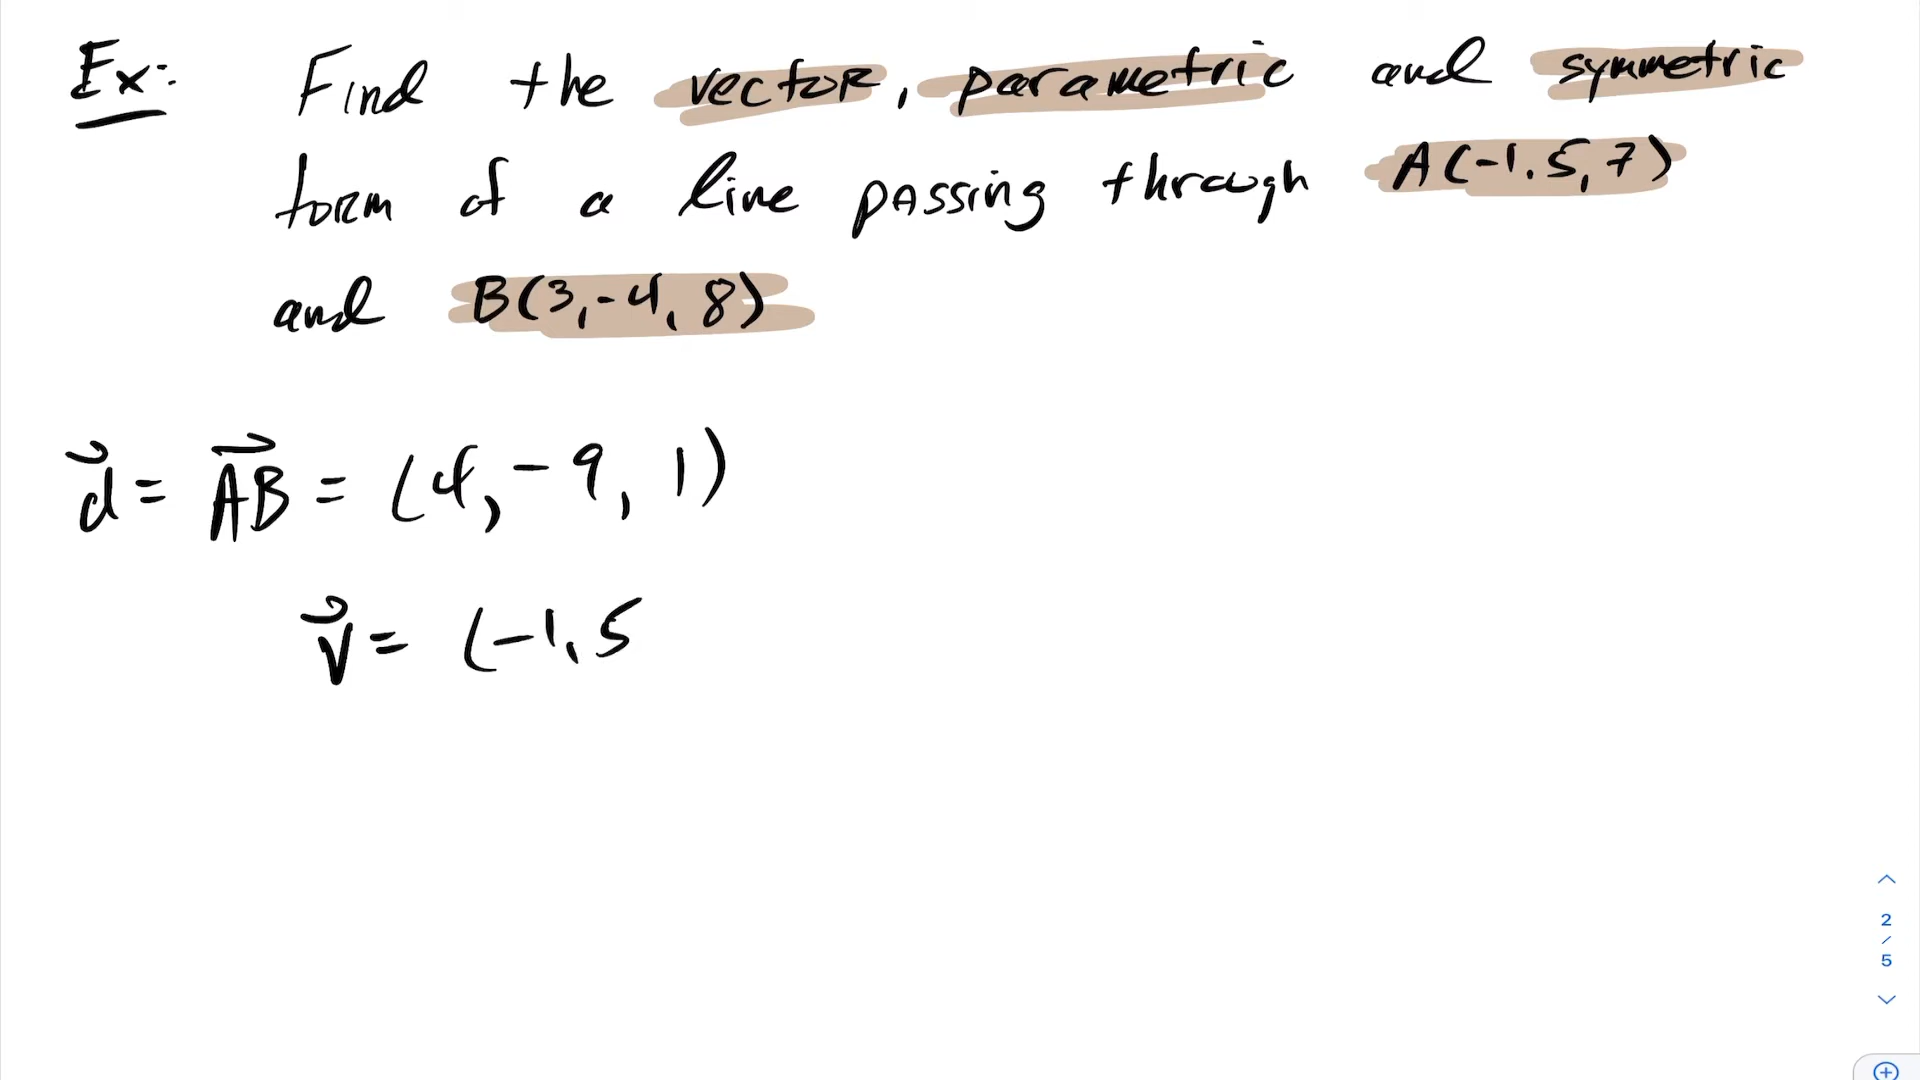 Ex: Find the vector, parametric and symmetric
form of a line passing through A(-1,5,7)
and B(3,-4,8)
d⃗ = AB⃗ = (4,-9,1)
v⃗ = (-1,5
2
/
5